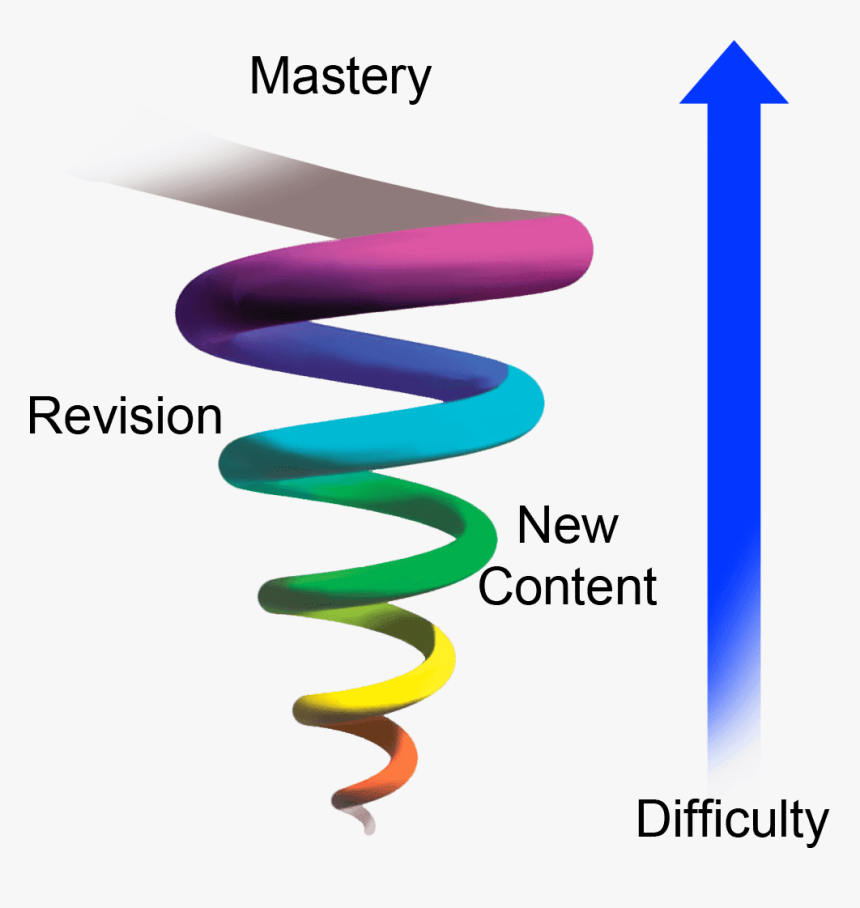 Mastery
Revision
New
Content
Difficulty